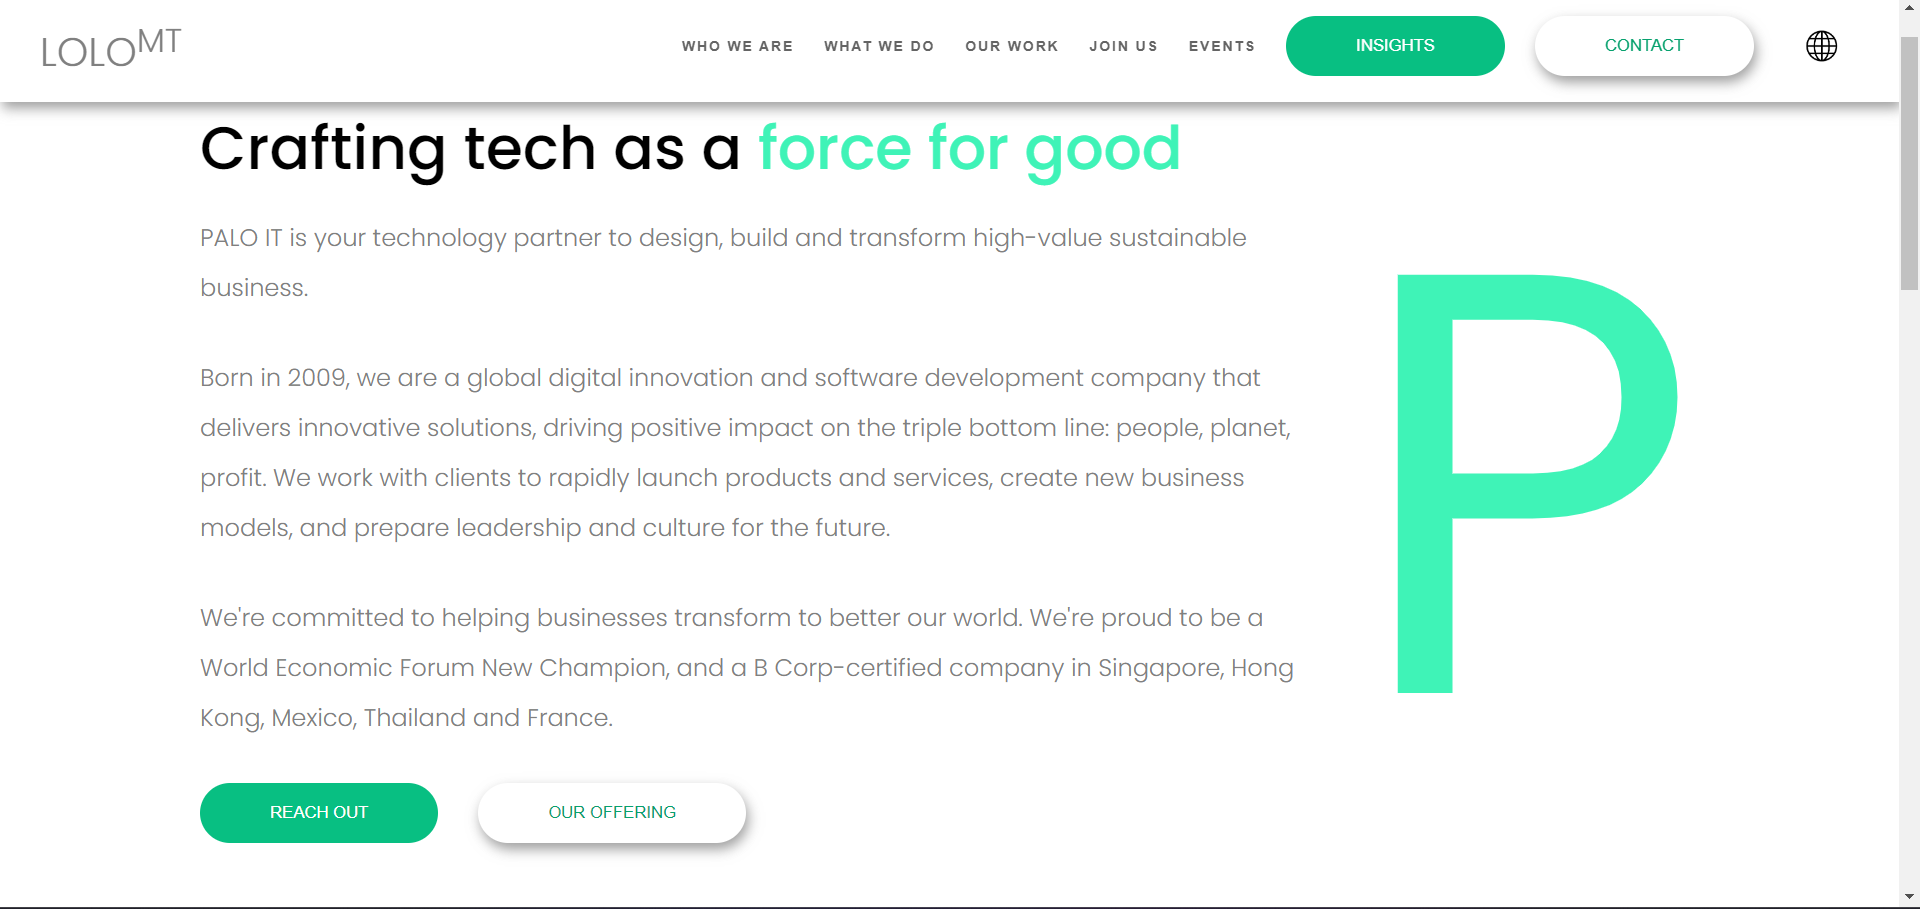 LOLOMT
WHO WE ARE WHAT WE DO OUR WORK JOIN US EVENTS INSIGHTS CONTACT
Crafting tech as a force for good
PALO IT is your technology partner to design, build and transform high-value sustainable
business.
Born in 2009, we are a global digital innovation and software development company that
delivers innovative solutions, driving positive impact on the triple bottom line: people, planet,
profit. We work with clients to rapidly launch products and services, create new business
models, and prepare leadership and culture for the future.
We're committed to helping businesses transform to better our world. We're proud to be a
World Economic Forum New Champion, and a B Corp-certified company in Singapore, Hong
Kong, Mexico, Thailand and France.
P
REACH OUT OUR OFFERING